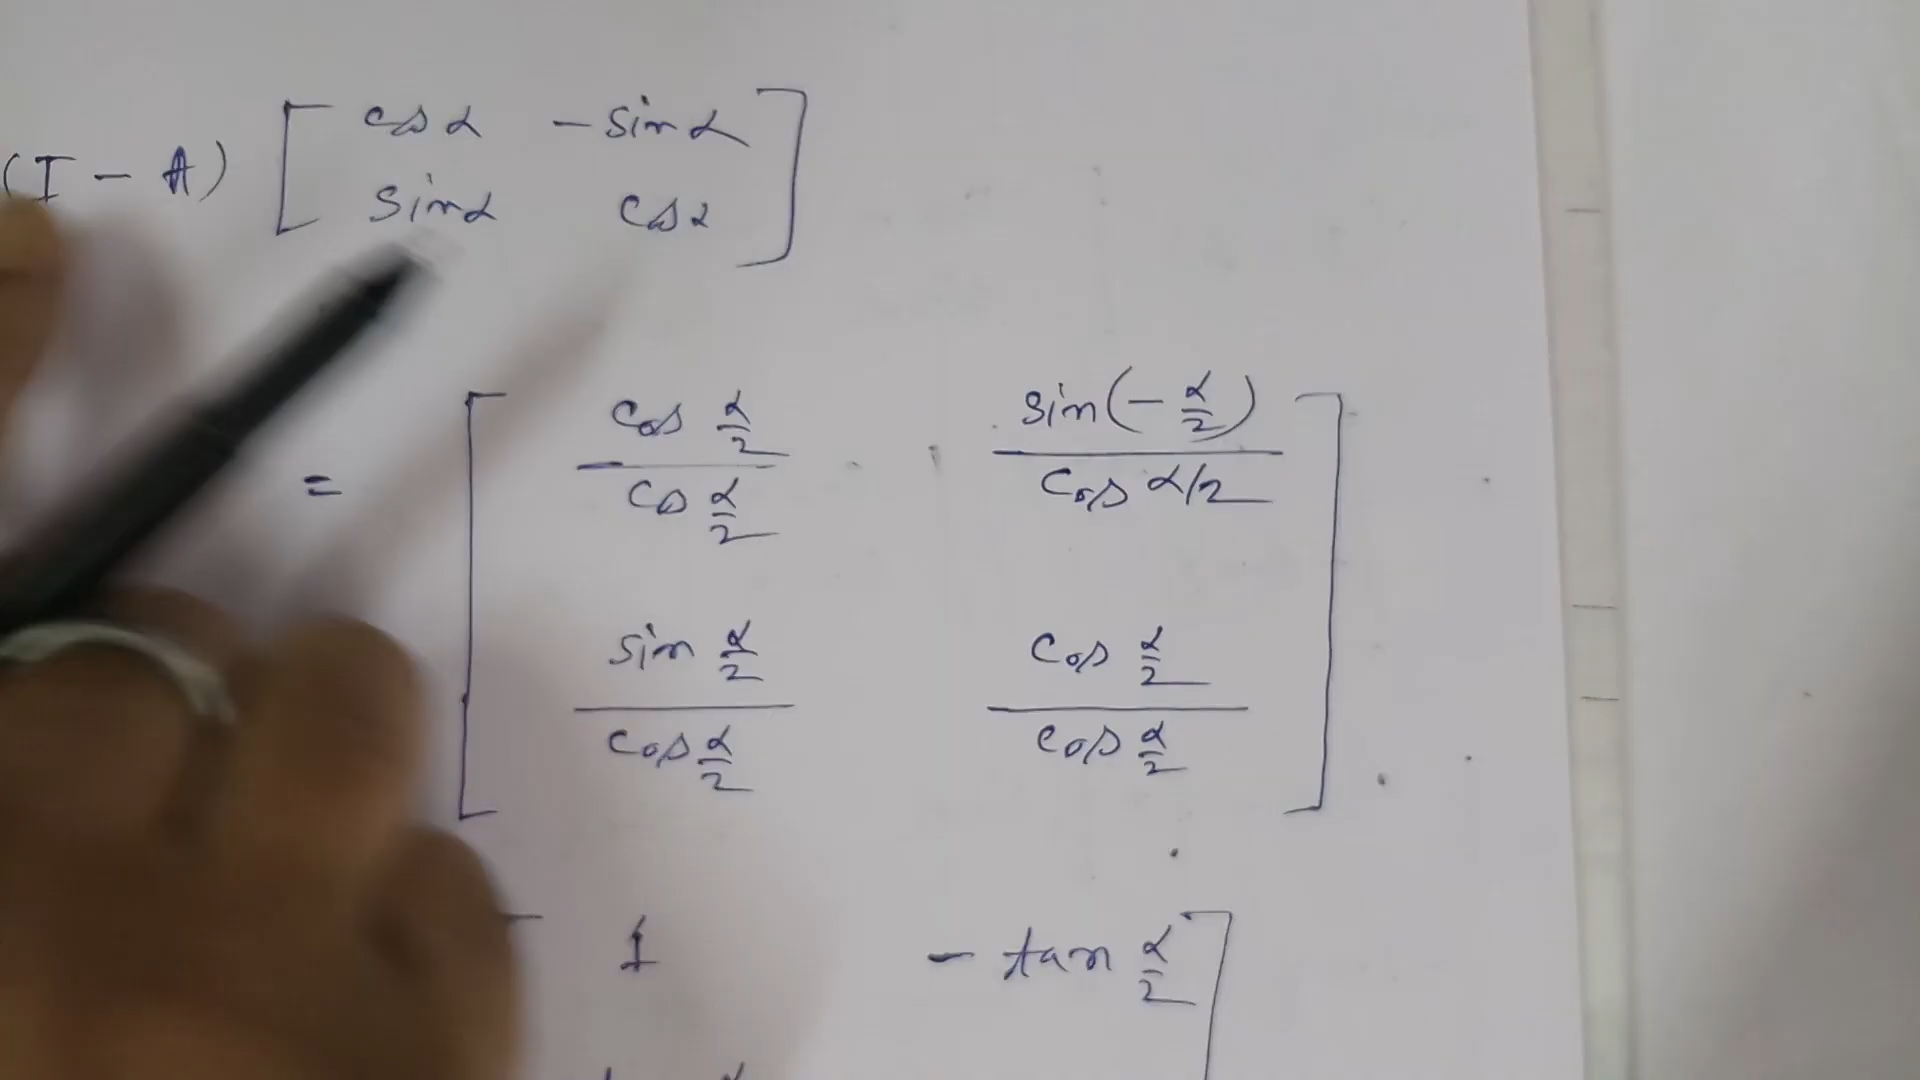 (I - A) [ cos α   - sin α
sin α   cos α ]
= [ cos α/2 / cos α/2   sin(- α/2) / cos α/2
sin α/2 / cos α/2   cos α/2 / cos α/2 ]
1   - tan α/2 ]